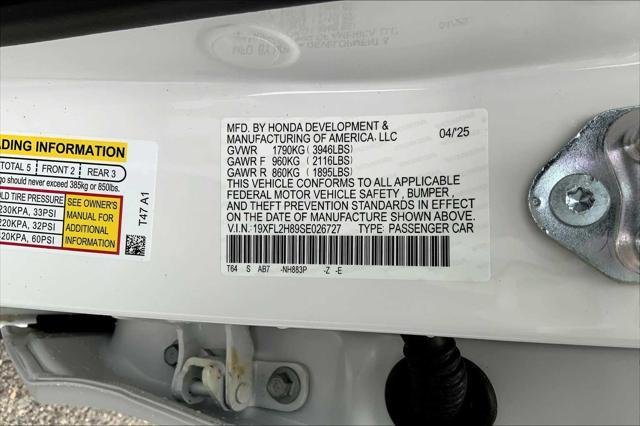 MFD. BY HONDA DEVELOPMENT &
MANUFACTURING OF AMERICA, LLC 04/25
GVWR 1790KG (3946LBS)
GAWR F 960KG (2116LBS)
GAWR R 860KG (1895LBS)
THIS VEHICLE CONFORMS TO ALL APPLICABLE
FEDERAL MOTOR VEHICLE SAFETY, BUMPER,
AND THEFT PREVENTION STANDARDS IN EFFECT
ON THE DATE OF MANUFACTURE SHOWN ABOVE.
V.I.N. 19XFL2H89SE026727 TYPE: PASSENGER CAR
T64 S AB7 -NH883P -Z -E
ADING INFORMATION
TOTAL 5 FRONT 2 REAR 3
go should never exceed 385kg or 850lbs.
LD TIRE PRESSURE
230KPA, 33PSI
220KPA, 32PSI
420KPA, 60PSI
SEE OWNER'S
MANUAL FOR
ADDITIONAL
INFORMATION
T47 A1